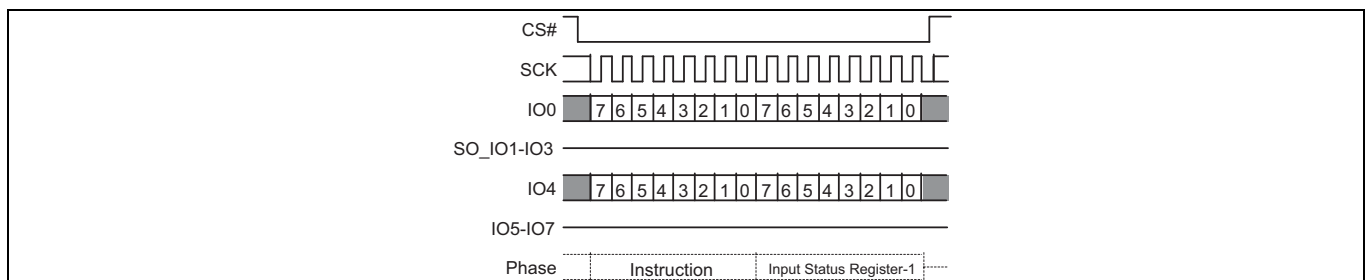 CS#
SCK
IO0 7 6 5 4 3 2 1 0 7 6 5 4 3 2 1 0
SO_IO1-IO3
IO4 7 6 5 4 3 2 1 0 7 6 5 4 3 2 1 0
IO5-IO7
Phase Instruction Input Status Register-1